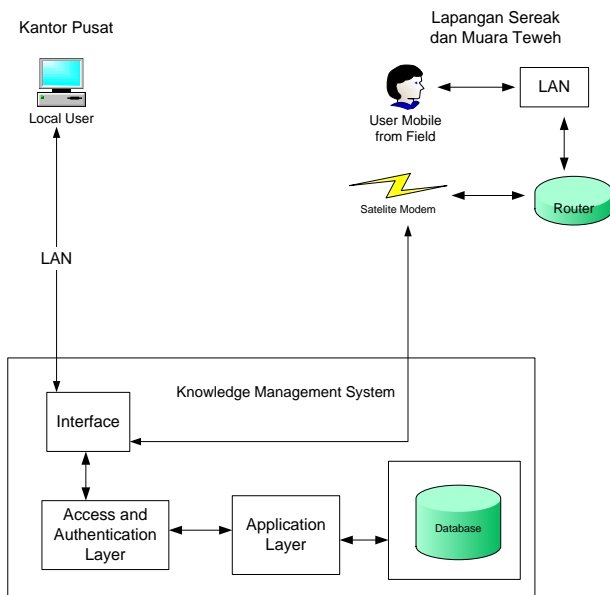 Kantor Pusat
Local User
Lapangan Sereak
dan Muara Teweh
User Mobile
from Field
LAN
Satelite Modem
Router
LAN
Knowledge Management System
Interface
Access and
Authentication
Layer
Application
Layer
Database